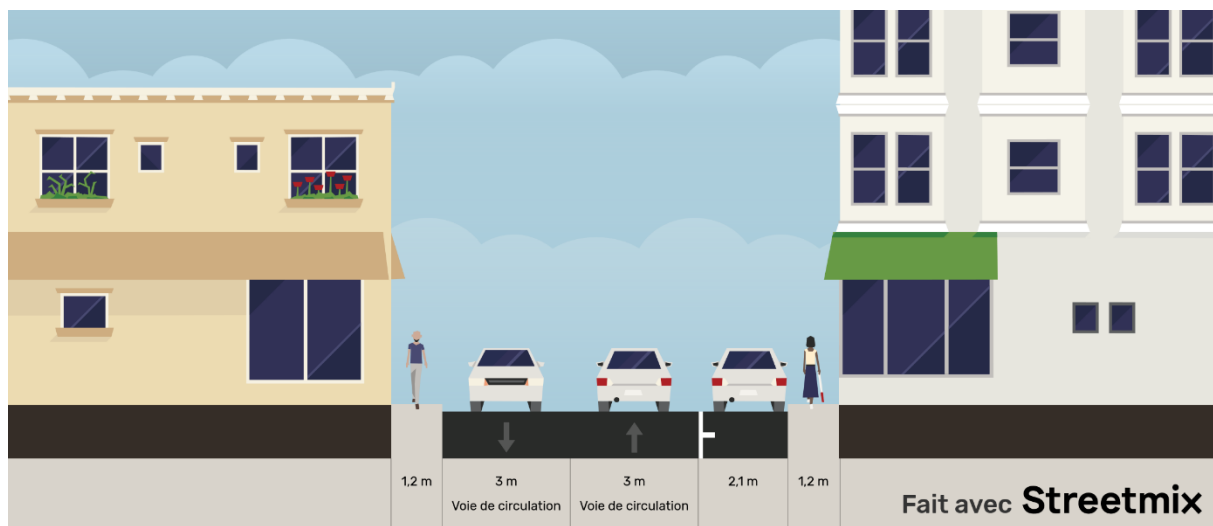 1,2 m
3 m
3 m
2,1 m
1,2 m
Voie de circulation
Voie de circulation
Fait avec Streetmix